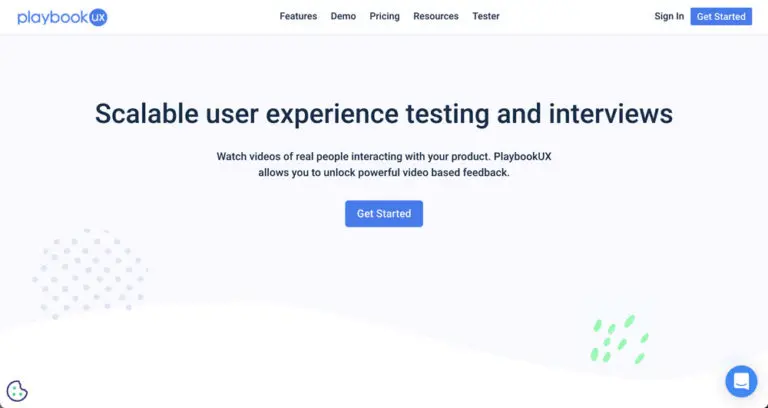 playbook ux
Features Demo Pricing Resources Tester
Sign In Get Started
Scalable user experience testing and interviews
Watch videos of real people interacting with your product. PlaybookUX
allows you to unlock powerful video based feedback.
Get Started